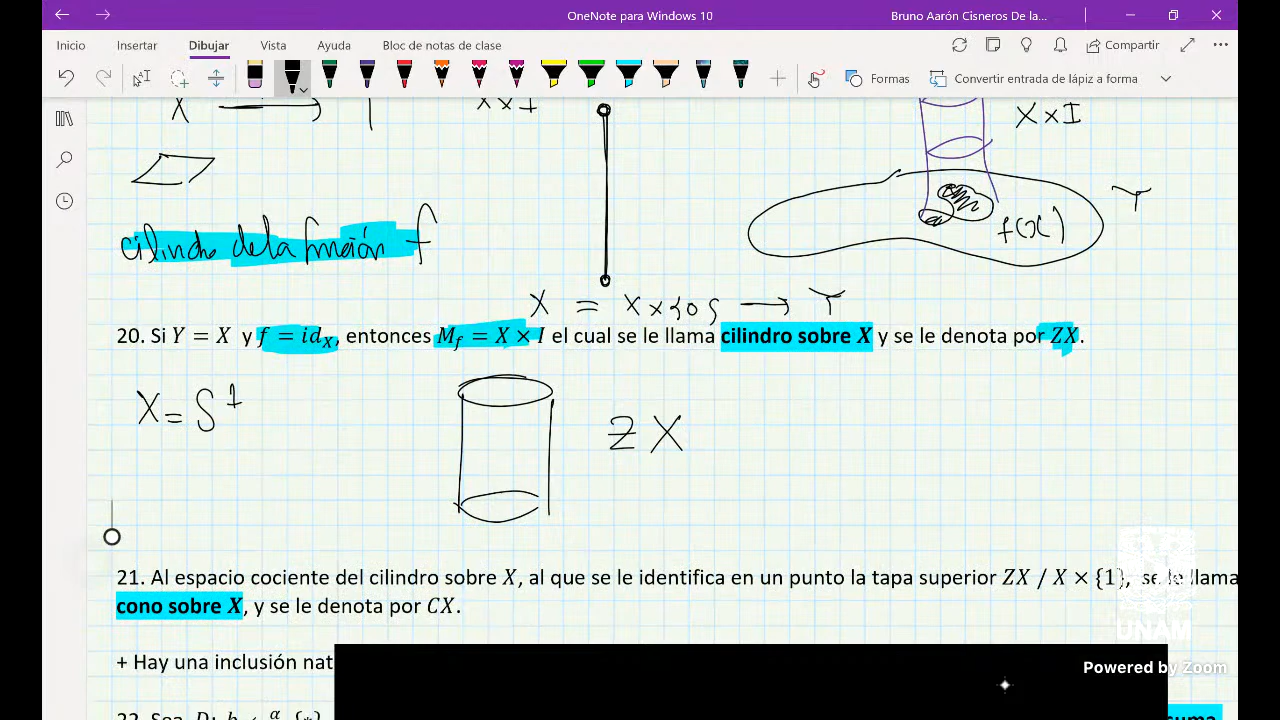 OneNote para Windows 10
Bruno Aarón Cisneros De la...
Inicio Insertar Dibujar Vista Ayuda Bloc de notas de clase
Compartir
Formas
Convertir entrada de lápiz a forma
X
X x I
X x I
Y
f(X)
cilindro de la función f
X = X x {0} → Y
20. Si Y = X y f = id_X, entonces M_f = X × I el cual se le llama cilindro sobre X y se le denota por ZX.
X = S^1
Z X
21. Al espacio cociente del cilindro sobre X, al que se le identifica en un punto la tapa superior ZX / X × {1}, se le llama
cono sobre X, y se le denota por CX.
+ Hay una inclusión nat
UNAM
Powered by Zoom